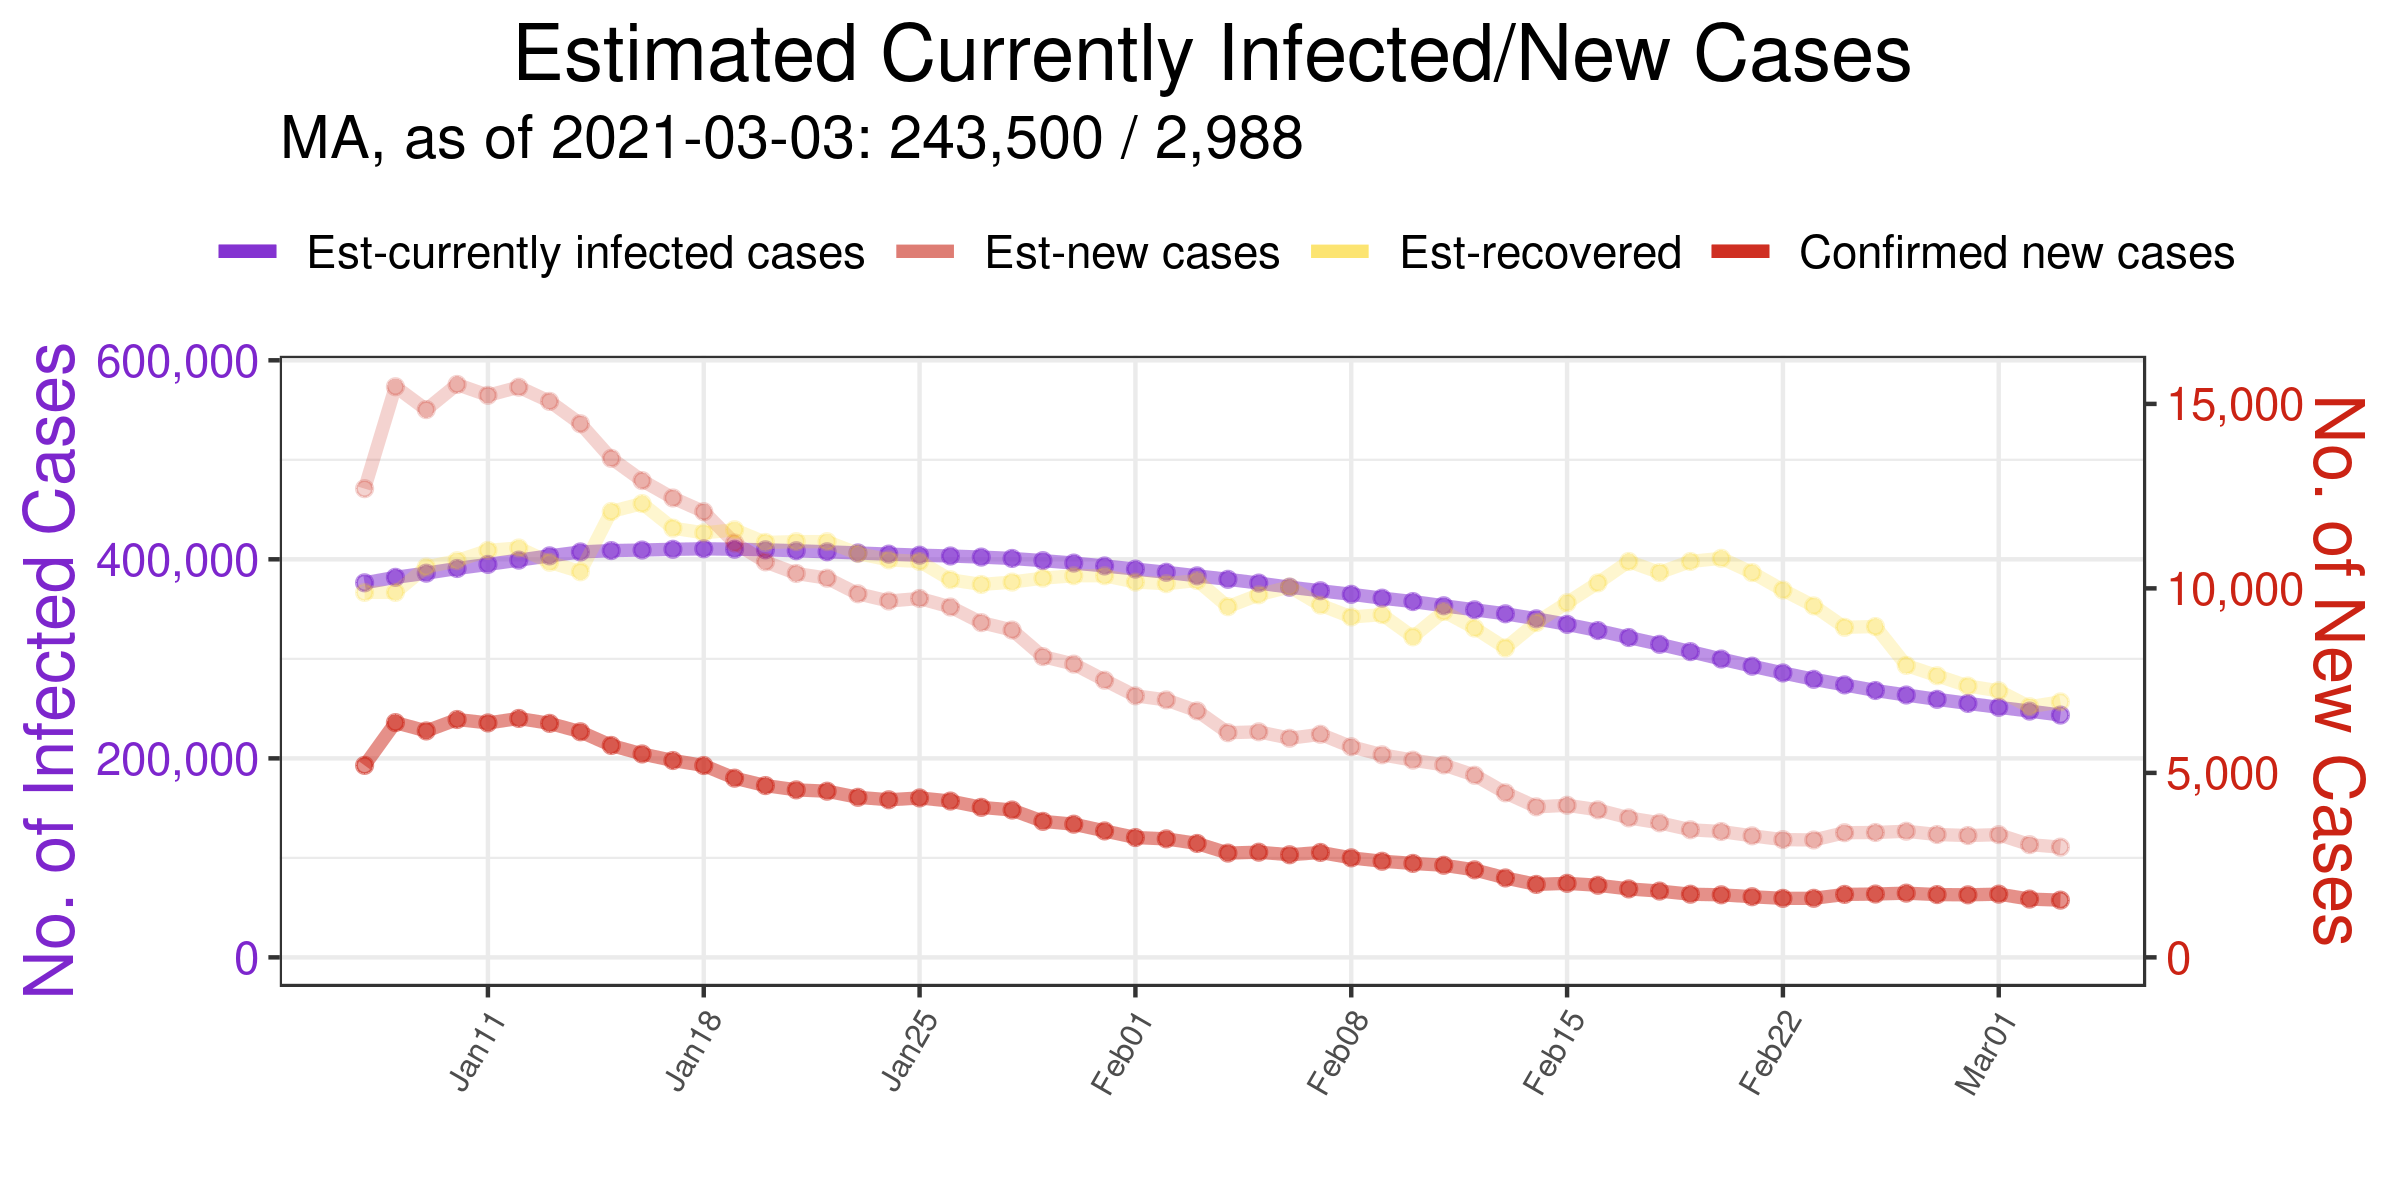 Estimated Currently Infected/New Cases
MA, as of 2021-03-03: 243,500 / 2,988
Est-currently infected cases Est-new cases Est-recovered Confirmed new cases
No. of Infected Cases
600,000
400,000
200,000
0
15,000
10,000
5,000
0
No. of New Cases
Jan11 Jan18 Jan25 Feb01 Feb08 Feb15 Feb22 Mar01